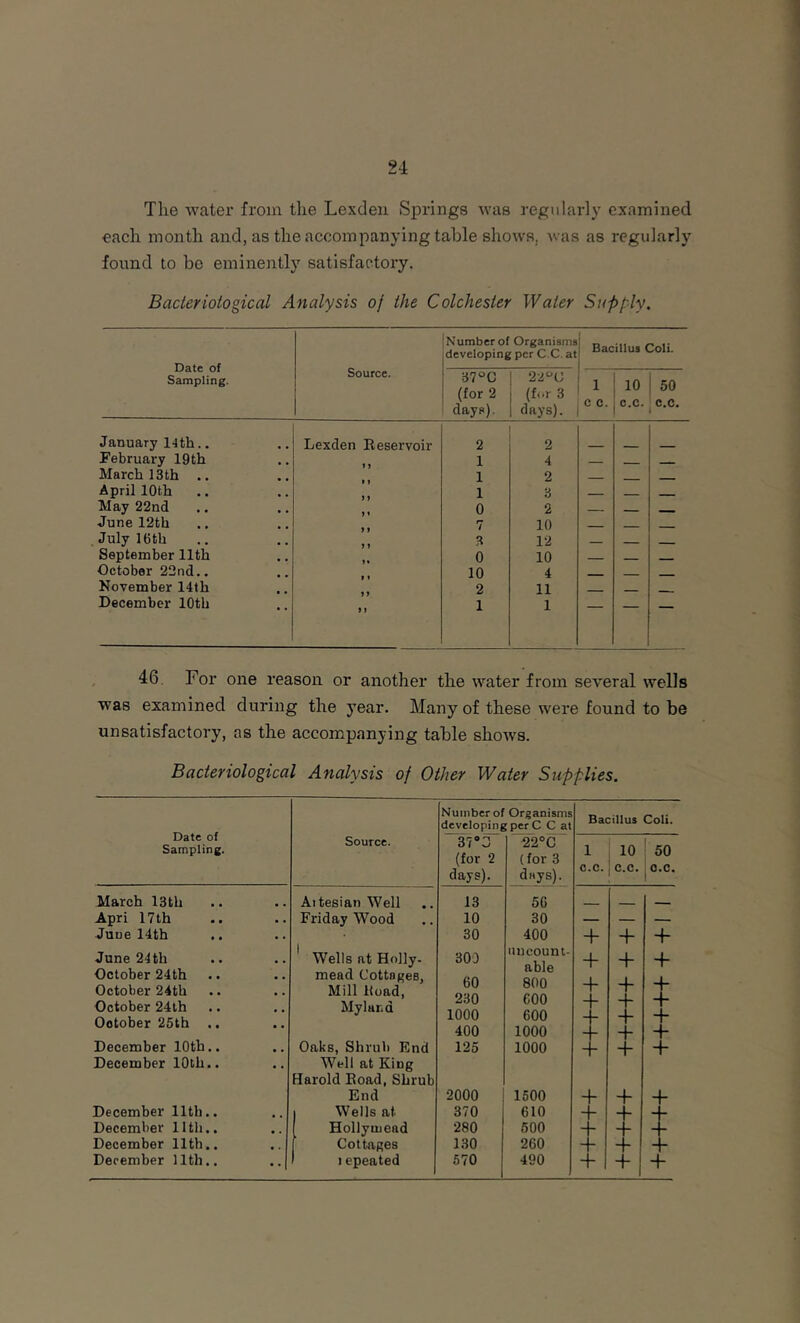 24
The water from the Lexden Springs was regularly examined
each month and, as the accompanying table shows, was as regularly
found to be eminently satisfactory.
Bacteriological Analysis of the Colchester Water Supply.
Date of Sampling. Source. Number of Organisms developing per C.C. at Bacillus Coli.
37°C (for 2 days). 22°C (for 3 days). 1 c c. 10 c.c. 50 c.c.
January 14th.. .. Lexden Reservoir 2 2 — — —
February 19th .. ,, 1 4 — — —
March 13th .. .. ,, 1 2 — — —
April 10th .. .. ,, 1 3 — — —
May 22nd .. .. ,, 0 2 — — —
June 12th .. .. ,, 7 10 — — —
July 16th .. .. ,, 3 12 — — —
September 11th .. ,, 0 10 — — —
October 22nd.. .. ,, 10 4 — — —
November 14th .. ,, 2 11 — — —
December 10th .. ,, 1 1 — — —
46. For one reason or another the water from several wells
was examined during the year. Many of these were found to be
unsatisfactory, as the accompanying table shows.
Bacteriological Analysis of Other Water Supplies.
Date of Sampling. Source. Number of Organisms developing per C C at Bacillus Coli.
37°C (for 2 days). 22°C (for 3 days). 1 c.c. 10 c.c. 50 c.c.
March 13th .. .. Artesian Well .. 13 56 — — —
Apri 17th .. .. Friday Wood .. 10 30 — — —
June 14th .. .. 30 400 + + +
June 24th .. .. Wells at Holly- 300 uncount-able + + +
October 24th .. .. mead Cottages, 60 800 + + +
October 24th .. .. Mill Road, 230 600 + + +
October 24th .. .. Myland 1000 600 + + +
October 25th .. .. 400 1000 + + +
December 10th.. .. Oaks, Shrub End 125 1000 + + +
December 10th.. .. Well at King
Harold Road, Shrub
End 2000 1500 + + +
December 11th.. .. Wells at 370 610 + + +
December 11th.. .. Hollymead 280 500 + + +
December 11th.. .. Cottages 130 260 + + +
December 11th.. .. repeated 570 490 + + +